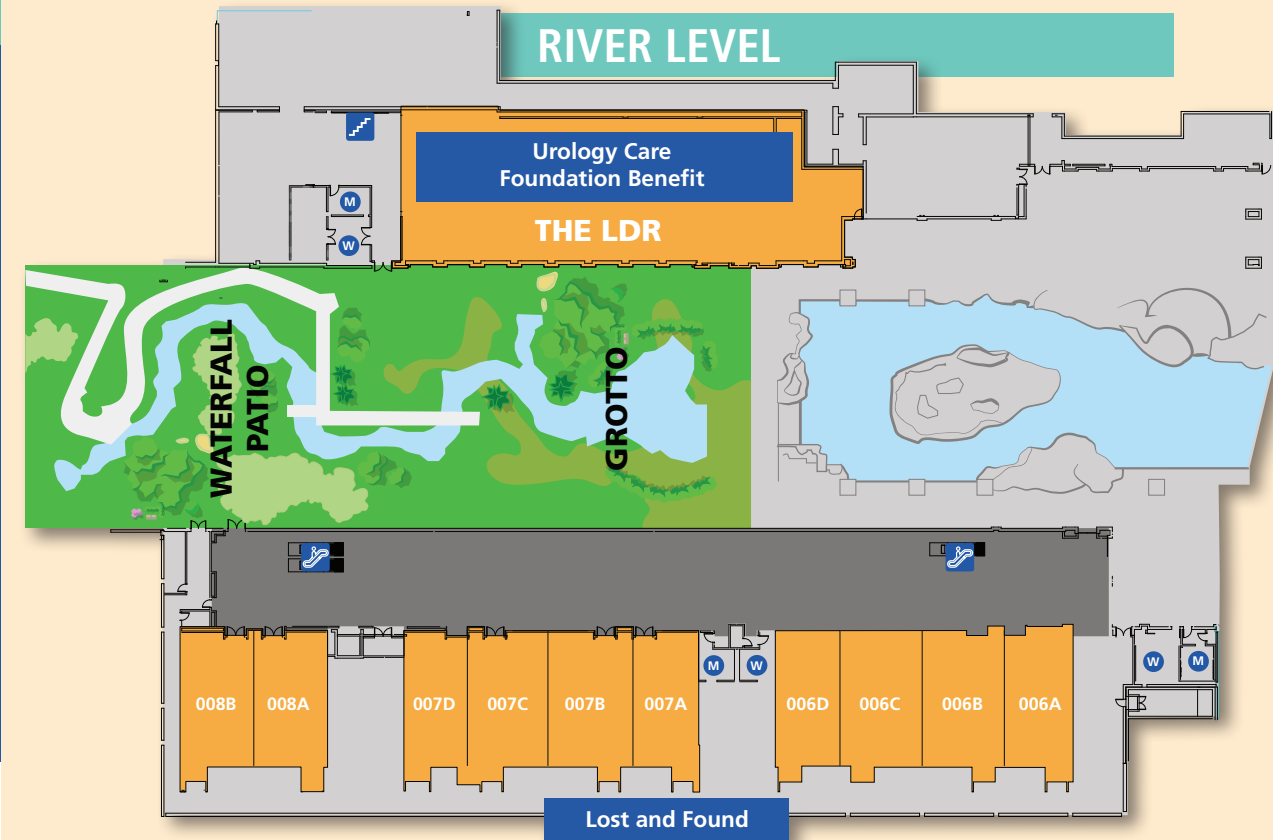 RIVER LEVEL
Urology Care
Foundation Benefit
THE LDR
M
W
WATERFALL
PATIO
GROTTO
008B
008A
007D
007C
007B
007A
M
W
006D
006C
006B
006A
W
M
Lost and Found